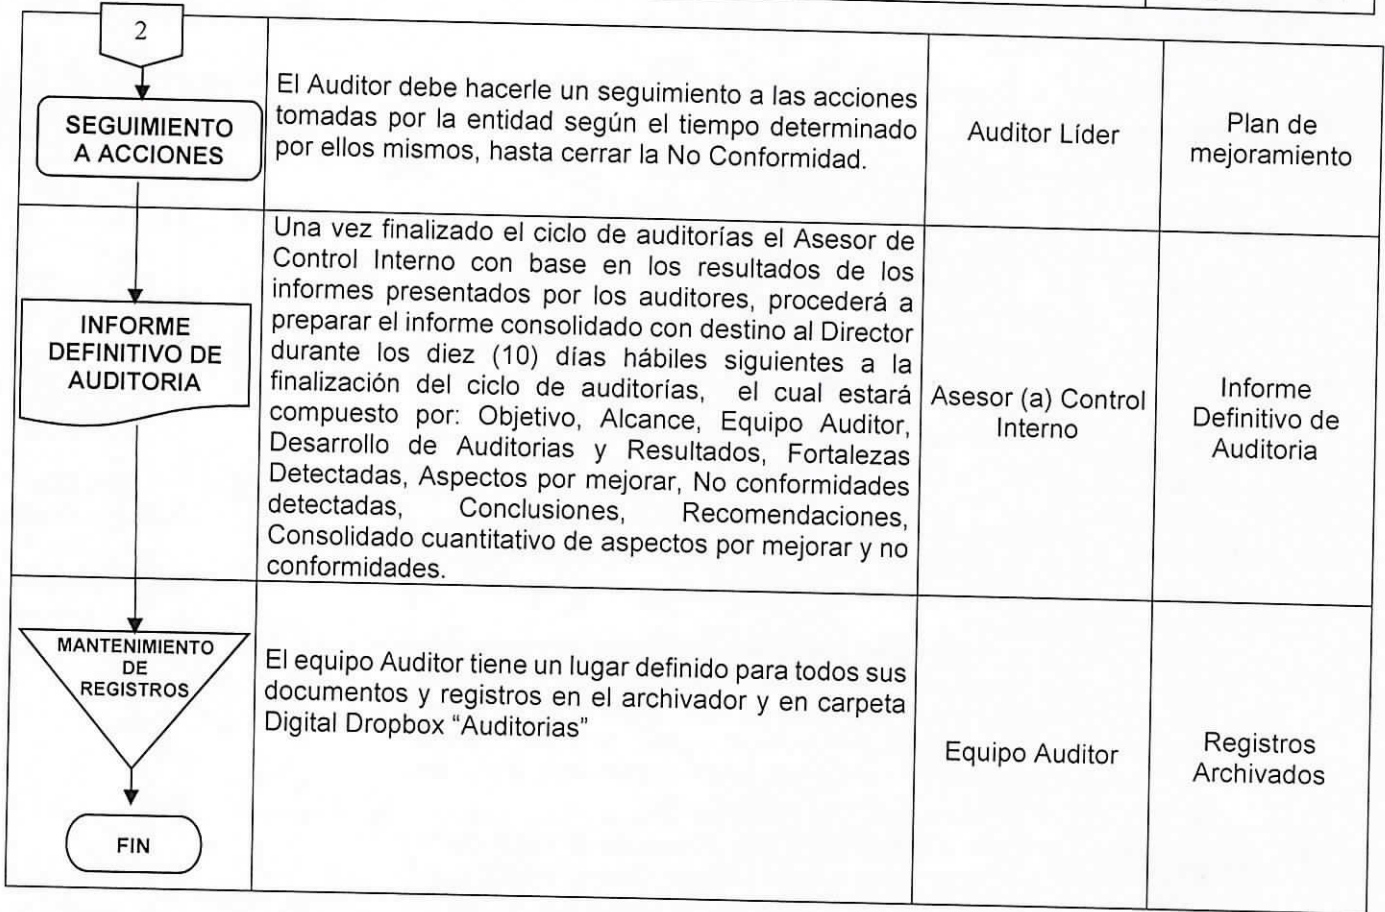 2
SEGUIMIENTO
A ACCIONES
El Auditor debe hacerle un seguimiento a las acciones
tomadas por la entidad según el tiempo determinado
por ellos mismos, hasta cerrar la No Conformidad.
Auditor Líder
Plan de
mejoramiento
INFORME
DEFINITIVO DE
AUDITORIA
Una vez finalizado el ciclo de auditorías el Asesor de
Control Interno con base en los resultados de los
informes presentados por los auditores, procederá a
preparar el informe consolidado con destino al Director
durante los diez (10) días hábiles siguientes a la
finalización del ciclo de auditorías, el cual estará
compuesto por: Objetivo, Alcance, Equipo Auditor,
Desarrollo de Auditorias y Resultados, Fortalezas
Detectadas, Aspectos por mejorar, No conformidades
detectadas, Conclusiones, Recomendaciones,
Consolidado cuantitativo de aspectos por mejorar y no
conformidades.
Asesor (a) Control
Interno
Informe
Definitivo de
Auditoria
MANTENIMIENTO
DE
REGISTROS
El equipo Auditor tiene un lugar definido para todos sus
documentos y registros en el archivador y en carpeta
Digital Dropbox “Auditorias”
Equipo Auditor
Registros
Archivados
FIN